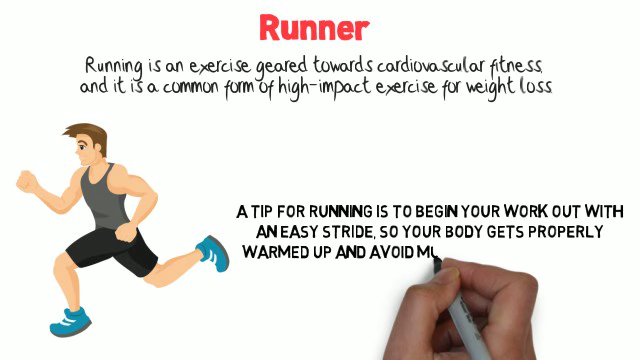 Runner
Running is an exercise geared towards cardiovascular fitness,
and it is a common form of high-impact exercise for weight loss.
A TIP FOR RUNNING IS TO BEGIN YOUR WORK OUT WITH
AN EASY STRIDE, SO YOUR BODY GETS PROPERLY
WARMED UP AND AVOID